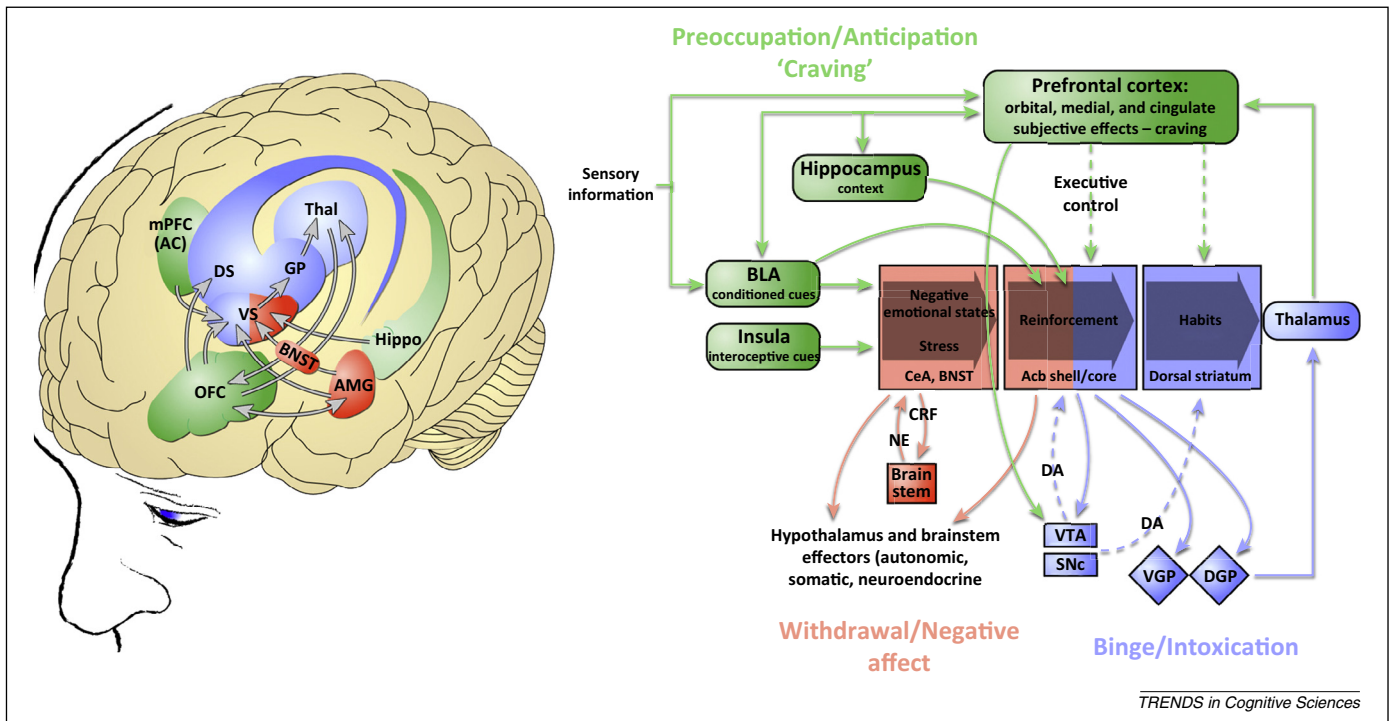 Preoccupation/Anticipation
‘Craving’
Prefrontal cortex:
orbital, medial, and cingulate
subjective effects – craving
Sensory
information
Hippocampus
context
Executive
control
mPFC
(AC)
Thal
DS
GP
VS
BNST
Hippo
OFC
AMG
BLA
conditioned cues
Insula
interoceptive cues
Negative
emotional states
Stress
CeA, BNST
Reinforcement
Acb shell/core
Habits
Dorsal striatum
Thalamus
CRF
NE
Brain
stem
DA
DA
Hypothalamus and brainstem
effectors (autonomic,
somatic, neuroendocrine
VTA
SNc
VGP
DGP
Withdrawal/Negative
affect
Binge/Intoxication
TRENDS in Cognitive Sciences